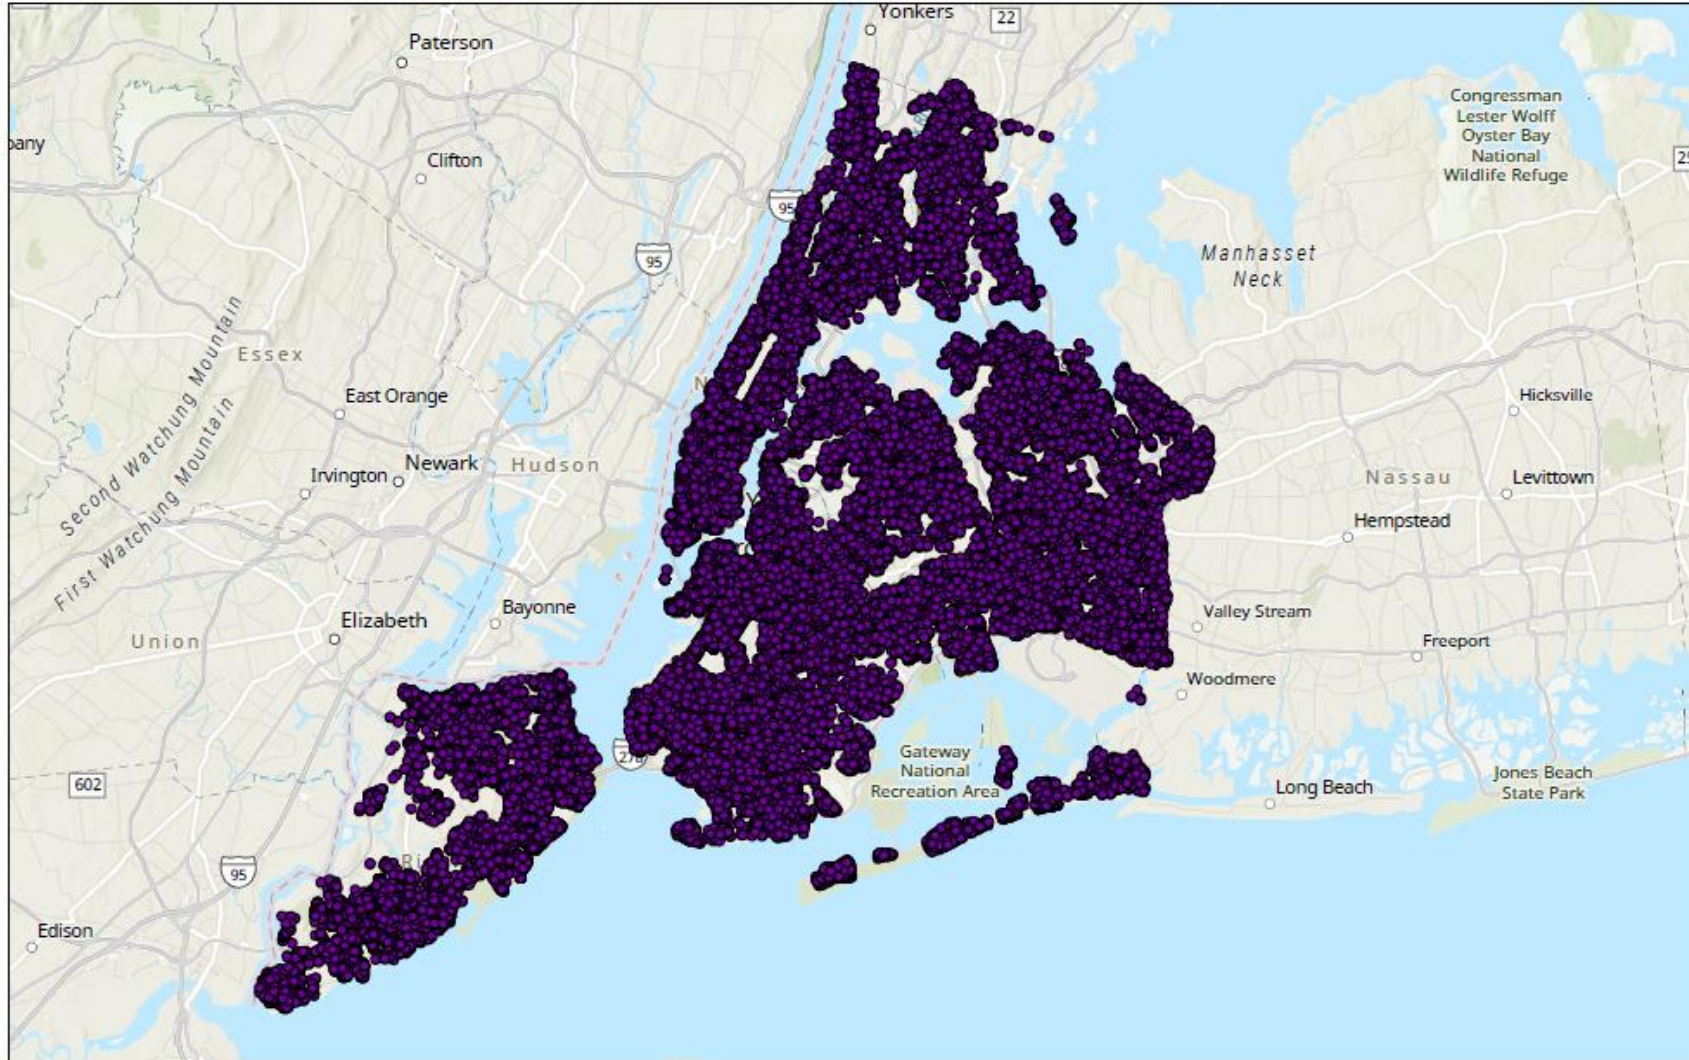 Yonkers
22
Paterson
Congressman
Lester Wolff
Oyster Bay
National
Wildlife Refuge
Clifton
95
95
Manhasset
Neck
Second Watchung Mountain
Essex
East Orange
Hicksville
First Watchung Mountain
Irvington
Newark
Hudson
Nassau
Levittown
Hempstead
Bayonne
Elizabeth
Union
Valley Stream
Freeport
Woodmere
278
Gateway
National
Recreation Area
602
Jones Beach
State Park
Long Beach
95
Edison